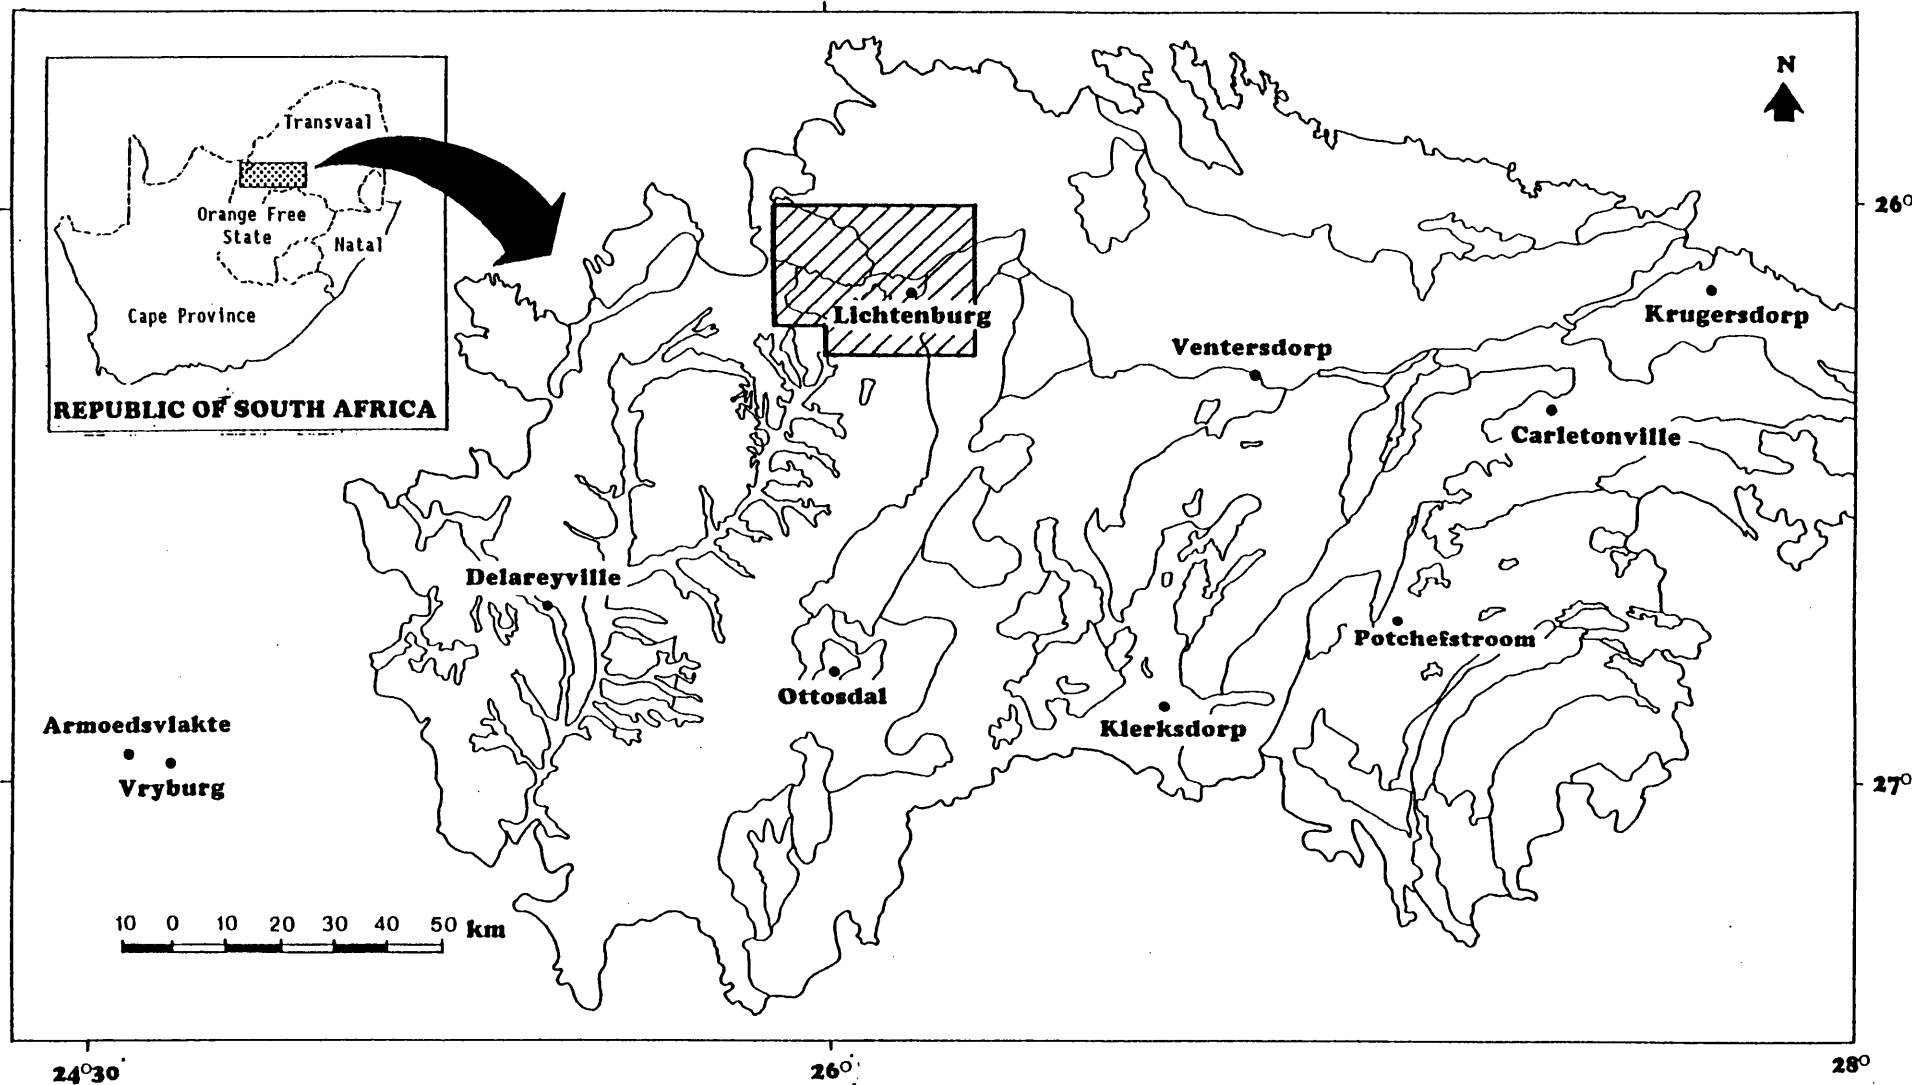 N
Transvaal
Orange Free
State
Natal
Cape Province
REPUBLIC OF SOUTH AFRICA
26°
Lichtenburg
Krugersdorp
Ventersdorp
Carletonville
Delareyville
Potchefstroom
Ottosdal
Klerksdorp
Armoedsvlakte
Vryburg
27°
10 0 10 20 30 40 50 km
24°30'
26°
28°